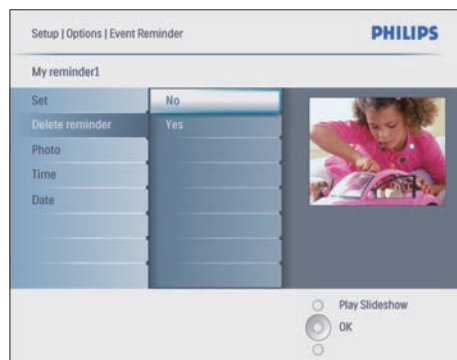 Setup | Options | Event Reminder
PHILIPS
My reminder1
Set
No
Delete reminder
Yes
Photo
Time
Date
Play Slideshow
OK